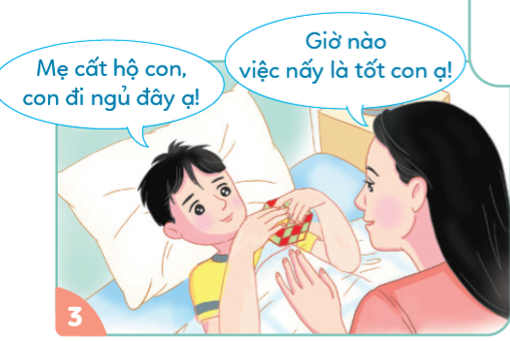 Mẹ cất hộ con,
con đi ngủ đây ạ!
Giờ nào
việc nấy là tốt con ạ!
3